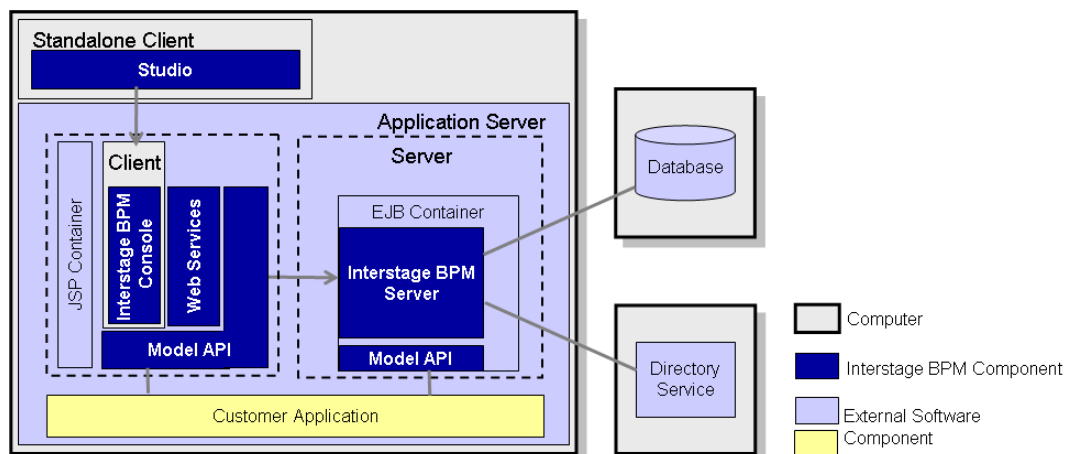 Standalone Client
Studio
Application Server
Server
Client
JSP Container
Interstage BPM
Console
Web Services
Model API
EJB Container
Interstage BPM
Server
Model API
Customer Application
Database
Directory
Service
Computer
Interstage BPM Component
External Software
Component